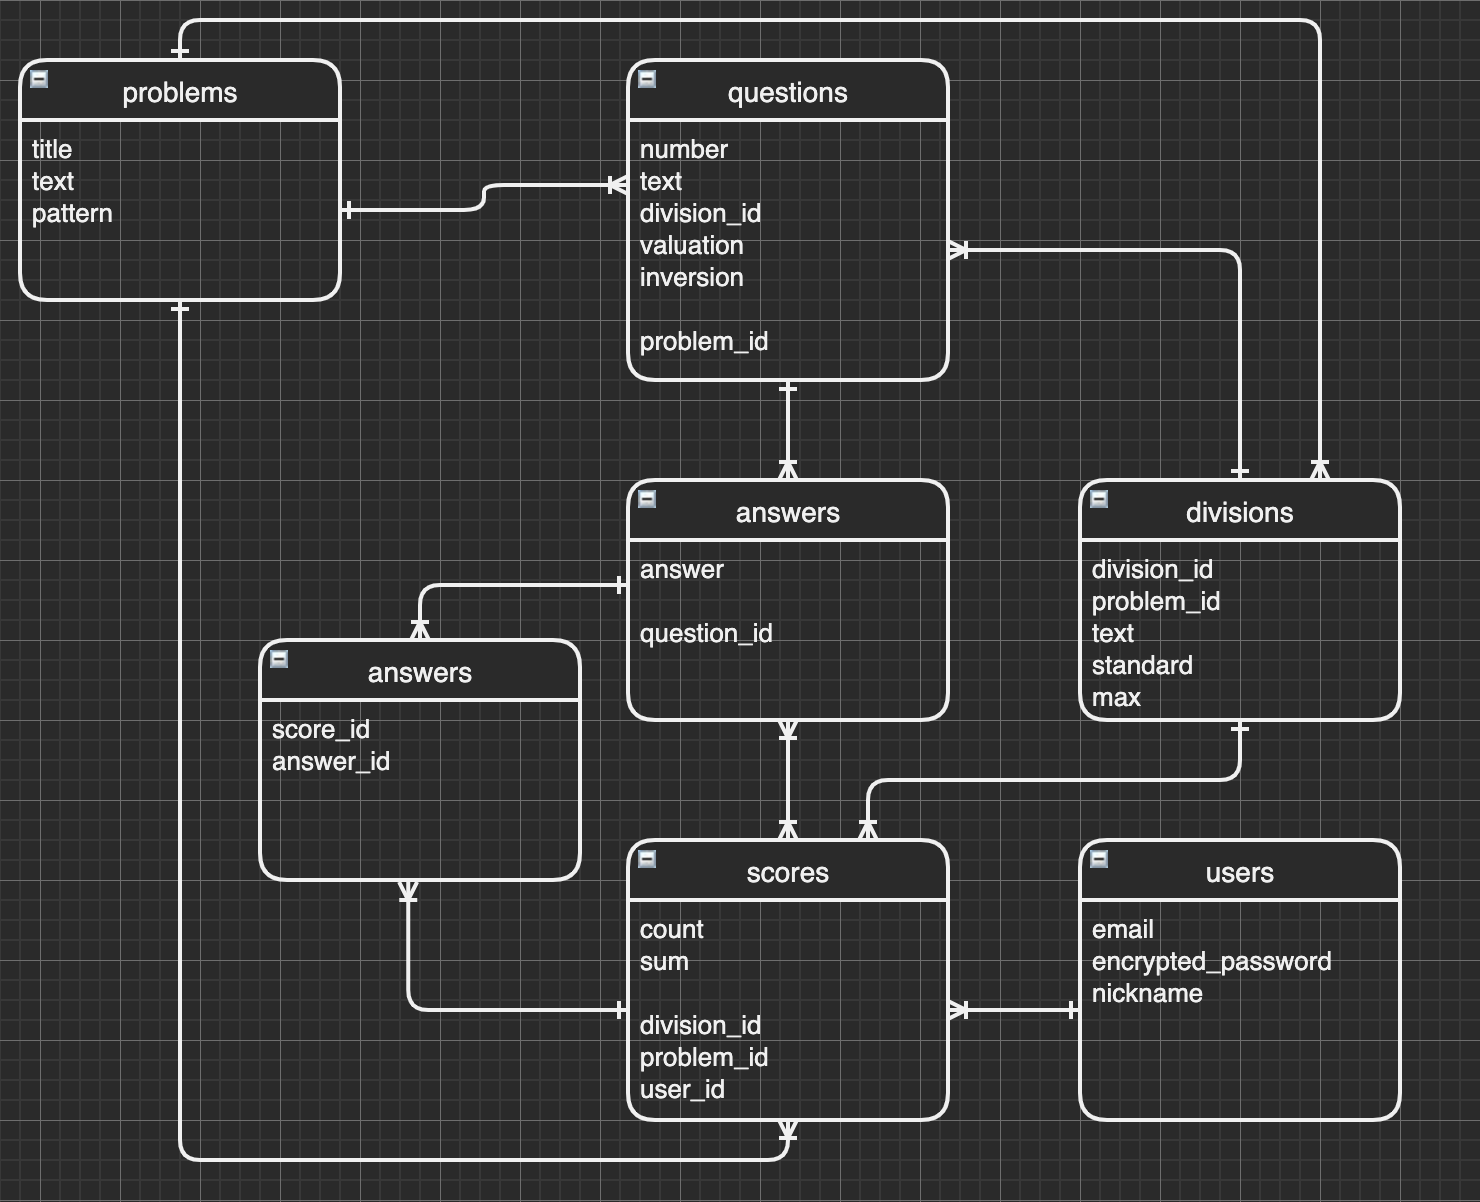 problems
title
text
pattern
questions
number
text
division_id
valuation
inversion
problem_id
answers
answer
question_id
divisions
division_id
problem_id
text
standard
max
answers
score_id
answer_id
scores
count
sum
division_id
problem_id
user_id
users
email
encrypted_password
nickname